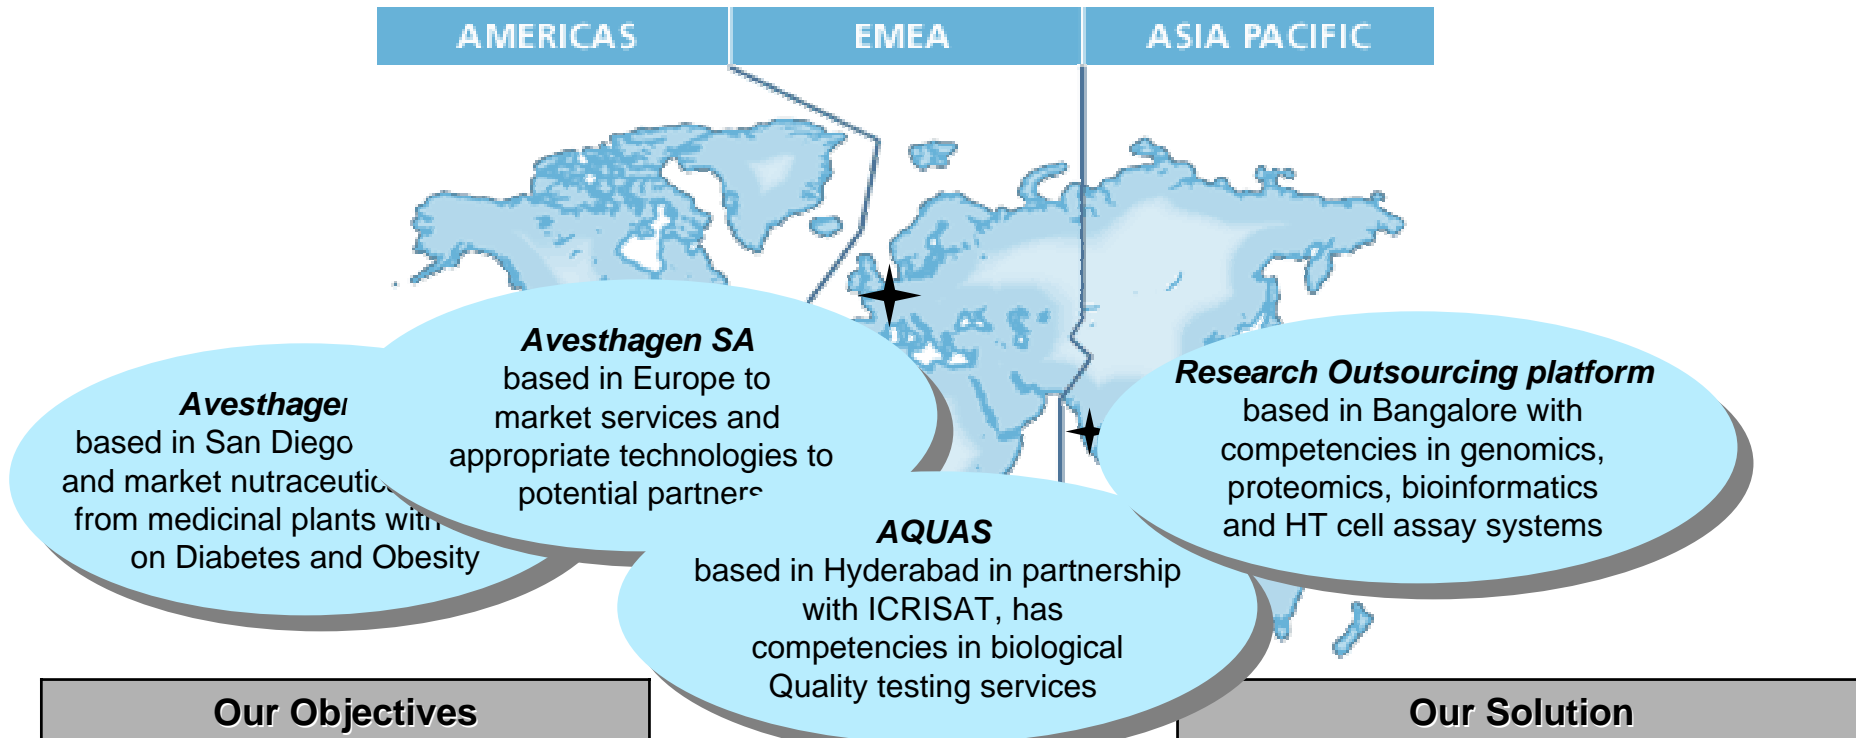 AMERICAS
EMEA
ASIA PACIFIC
Avesthagen SA
based in Europe to
market services and
appropriate technologies to
potential partners
based in San Diego
and market
from medicinal plants with
on Diabetes and Obesity
Research Outsourcing platform
based in Bangalore with
competencies in genomics,
proteomics, bioinformatics
and HT cell assay systems
AQUAS
based in Hyderabad in partnership
with ICRISAT, has
competencies in biological
Quality testing services
Our Objectives
Our Solution